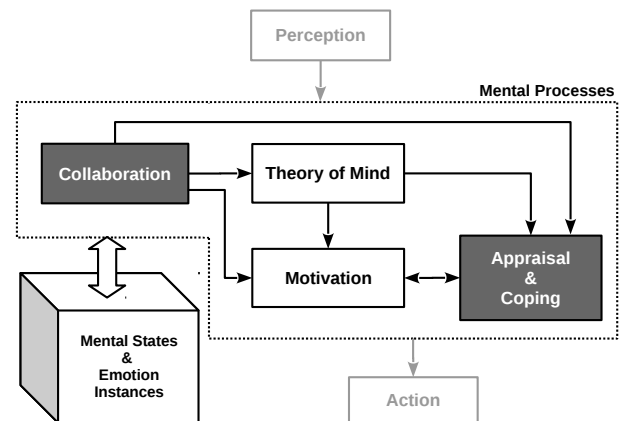 Perception
Mental Processes
Collaboration
Theory of Mind
Motivation
Appraisal
&
Coping
Mental States
&
Emotion
Instances
Action